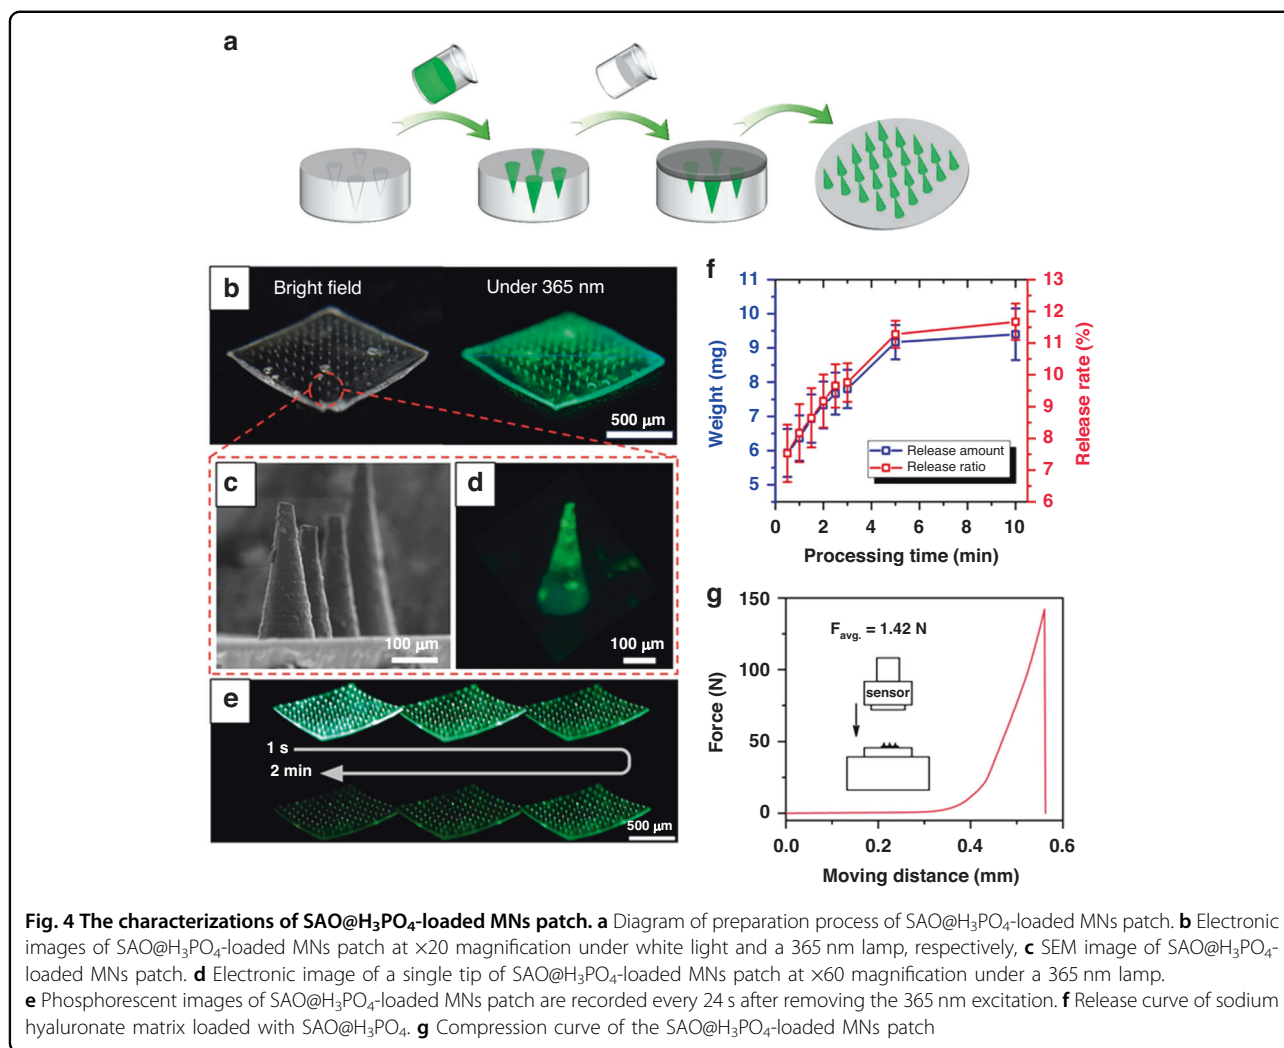 a
b
Bright field
Under 365 nm
500 μm
c
100 μm
d
100 μm
e
1 s
2 min
500 μm
f
11
10
9
8
7
6
5
Weight (mg)
13
12
11
10
9
8
7
6
Release rate (%)
Release amount
Release ratio
0
2
4
6
8
10
Processing time (min)
g
150
100
50
0
Force (N)
Favg. = 1.42 N
sensor
0.0
0.2
0.4
0.6
Moving distance (mm)
Fig. 4 The characterizations of SAO@H₃PO₄-loaded MNs patch. a Diagram of preparation process of SAO@H₃PO₄-loaded MNs patch. b Electronic
images of SAO@H₃PO₄-loaded MNs patch at ×20 magnification under white light and a 365 nm lamp, respectively, c SEM image of SAO@H₃PO₄-
loaded MNs patch. d Electronic image of a single tip of SAO@H₃PO₄-loaded MNs patch at ×60 magnification under a 365 nm lamp.
e Phosphorescent images of SAO@H₃PO₄-loaded MNs patch are recorded every 24 s after removing the 365 nm excitation. f Release curve of sodium
hyaluronate matrix loaded with SAO@H₃PO₄. g Compression curve of the SAO@H₃PO₄-loaded MNs patch